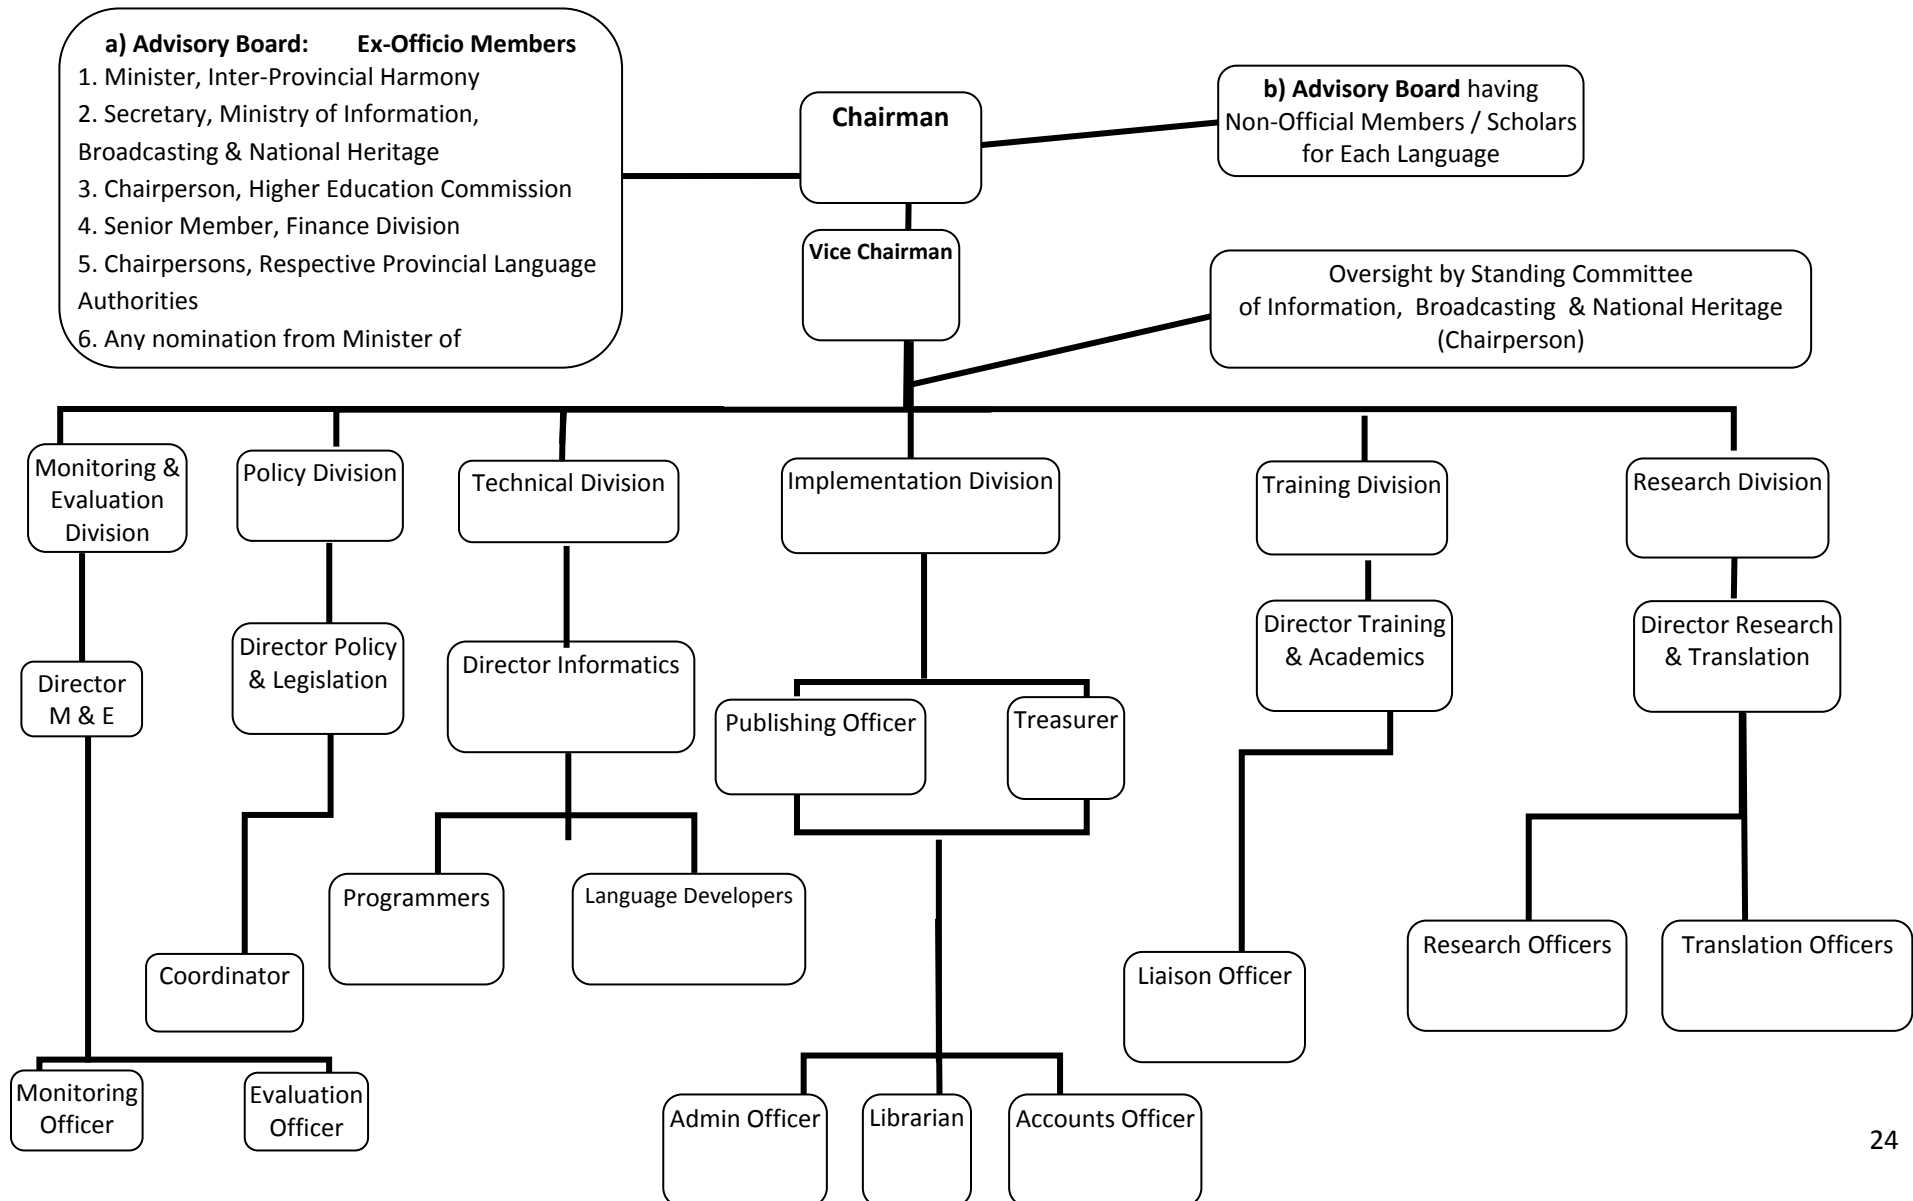 a) Advisory Board: Ex-Officio Members
1. Minister, Inter-Provincial Harmony
2. Secretary, Ministry of Information,
Broadcasting & National Heritage
3. Chairperson, Higher Education Commission
4. Senior Member, Finance Division
5. Chairpersons, Respective Provincial Language
Authorities
6. Any nomination from Minister of
Chairman
b) Advisory Board having
Non-Official Members / Scholars
for Each Language
Vice Chairman
Oversight by Standing Committee
of Information, Broadcasting & National Heritage
(Chairperson)
Monitoring &
Evaluation
Division
Policy Division
Technical Division
Implementation Division
Training Division
Research Division
Director
M & E
Director Policy
& Legislation
Director Informatics
Publishing Officer
Treasurer
Director Training
& Academics
Director Research
& Translation
Programmers
Language Developers
Coordinator
Liaison Officer
Research Officers
Translation Officers
Monitoring
Officer
Evaluation
Officer
Admin Officer
Librarian
Accounts Officer
24